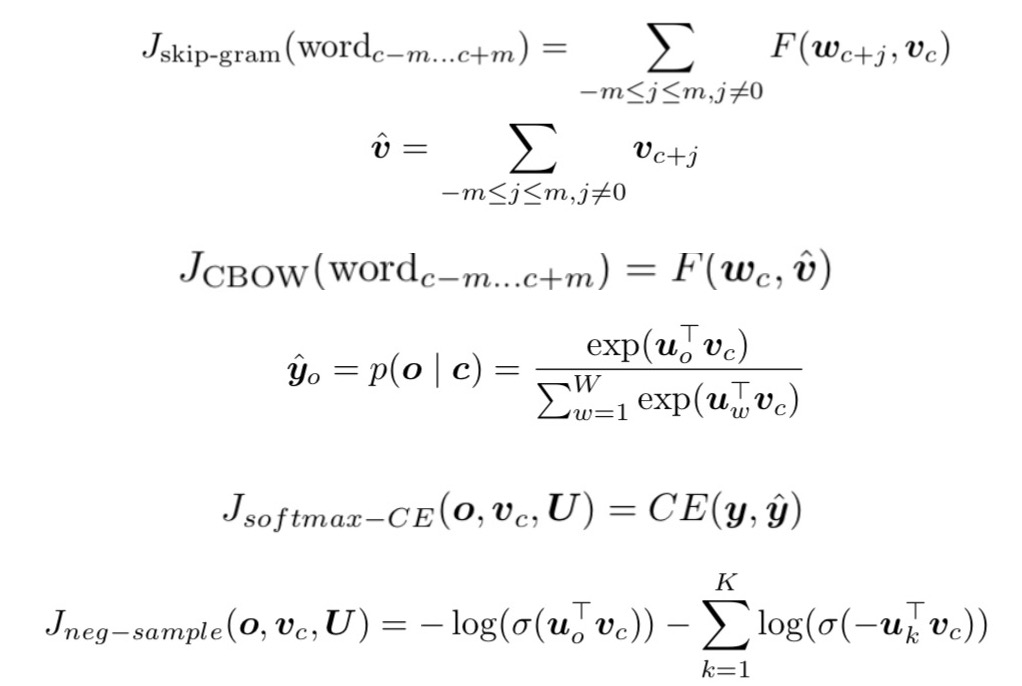 J_{\text{skip-gram}}(\text{word}_{c-m \ldots c+m}) = \sum_{-m \leq j \leq m, j \neq 0} F(\boldsymbol{w}_{c+j}, \boldsymbol{v}_c)
\hat{\boldsymbol{v}} = \sum_{-m \leq j \leq m, j \neq 0} \boldsymbol{v}_{c+j}
J_{\text{CBOW}}(\text{word}_{c-m \ldots c+m}) = F(\boldsymbol{w}_c, \hat{\boldsymbol{v}})
\hat{\boldsymbol{y}}_o = p(\boldsymbol{o} \mid \boldsymbol{c}) = \frac{\exp(\boldsymbol{u}_o^\top \boldsymbol{v}_c)}{\sum_{w=1}^{W} \exp(\boldsymbol{u}_w^\top \boldsymbol{v}_c)}
J_{softmax-CE}(\boldsymbol{o}, \boldsymbol{v}_c, \boldsymbol{U}) = CE(\boldsymbol{y}, \hat{\boldsymbol{y}})
J_{neg-sample}(\boldsymbol{o}, \boldsymbol{v}_c, \boldsymbol{U}) = -\log(\sigma(\boldsymbol{u}_o^\top \boldsymbol{v}_c)) - \sum_{k=1}^{K} \log(\sigma(-\boldsymbol{u}_k^\top \boldsymbol{v}_c))